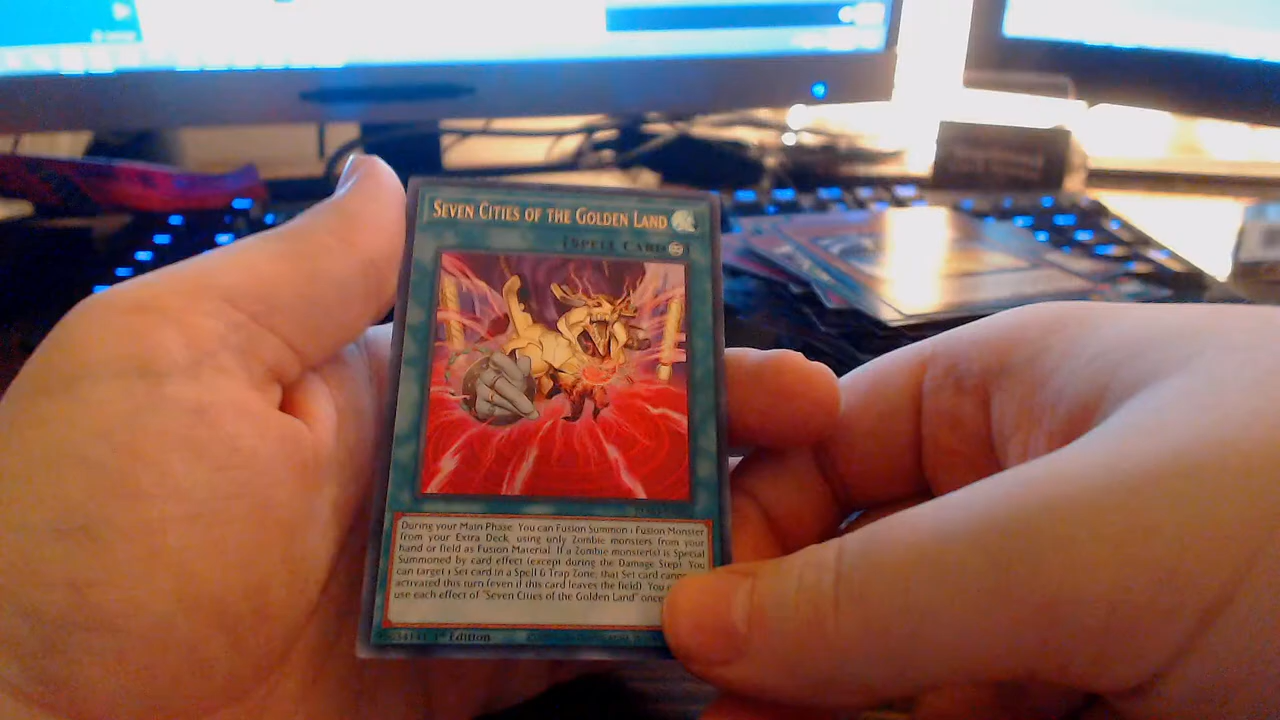 SEVEN CITIES OF THE GOLDEN LAND
[SPELL CARD
During your Main Phase: You can Fusion Summon 1 Fusion Monster
from your Extra Deck, using only Zombie monsters from your
hand or field as Fusion Material. If a Zombie monster(s) is Special
Summoned by card effect (except during the Damage Step): You
can target 1 Set card in a Spell & Trap Zone; that Set card
activated this turn (even if this card leaves the field). You
use each effect of "Seven Cities of the Golden Land" once
1st Edition